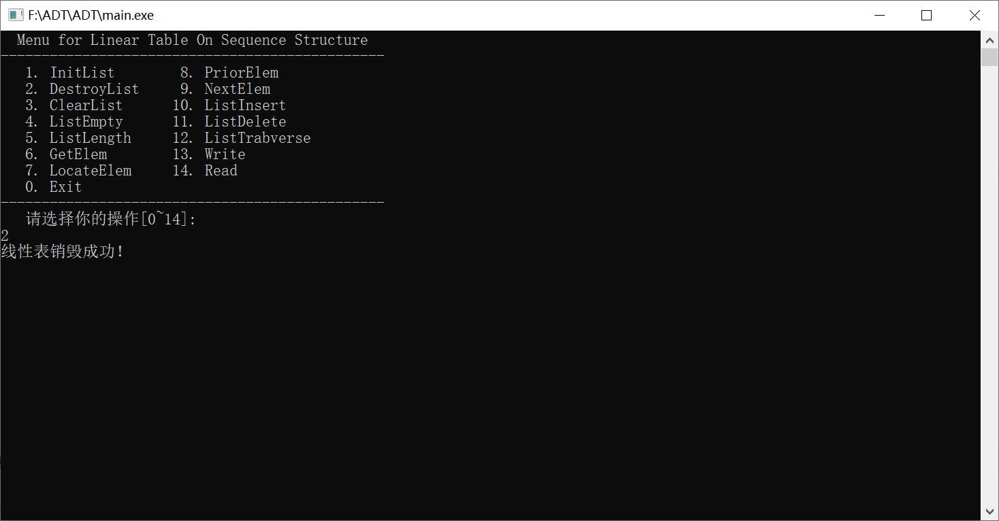 F:\ADT\ADT\main.exe
Menu for Linear Table On Sequence Structure
-----------------------------------------------
1. InitList 8. PriorElem
2. DestroyList 9. NextElem
3. ClearList 10. ListInsert
4. ListEmpty 11. ListDelete
5. ListLength 12. ListTrabverse
6. GetElem 13. Write
7. LocateElem 14. Read
0. Exit
-----------------------------------------------
请选择你的操作[0~14]:
2
线性表销毁成功!